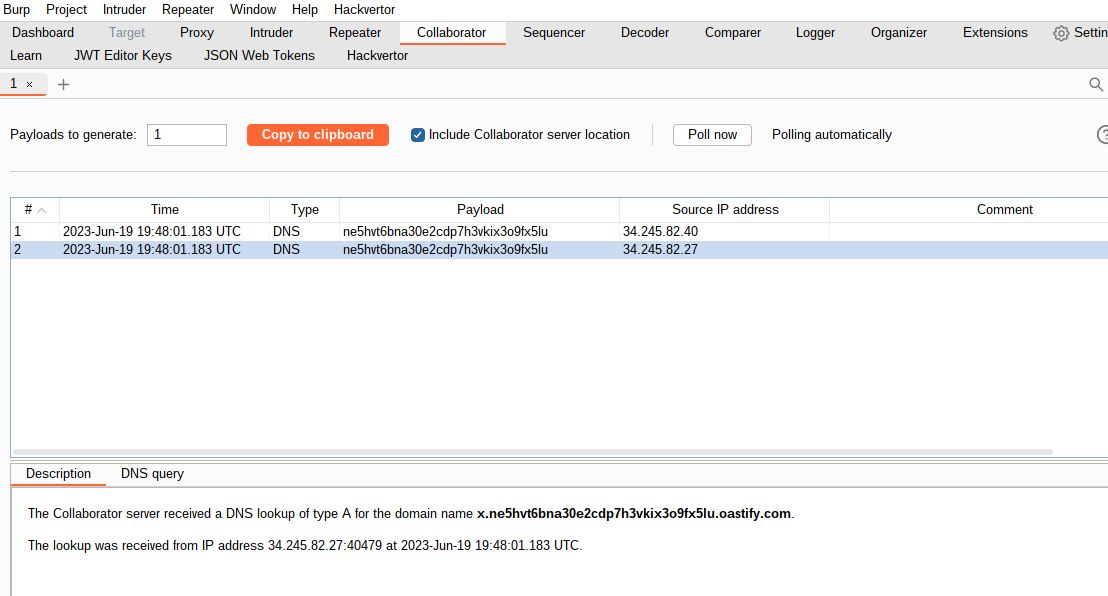 Burp Project Intruder Repeater Window Help Hackvertor
Dashboard Target Proxy Intruder Repeater Collaborator Sequencer Decoder Comparer Logger Organizer Extensions Settin
Learn JWT Editor Keys JSON Web Tokens Hackvertor
1 × +
Payloads to generate: 1 Copy to clipboard Include Collaborator server location Poll now Polling automatically ?
# Time Type Payload Source IP address Comment
1 2023-Jun-19 19:48:01.183 UTC DNS ne5hvt6bna30e2cdp7h3vkix3o9fx5lu 34.245.82.40
2 2023-Jun-19 19:48:01.183 UTC DNS ne5hvt6bna30e2cdp7h3vkix3o9fx5lu 34.245.82.27
Description DNS query
The Collaborator server received a DNS lookup of type A for the domain name x.ne5hvt6bna30e2cdp7h3vkix3o9fx5lu.oastify.com.
The lookup was received from IP address 34.245.82.27:40479 at 2023-Jun-19 19:48:01.183 UTC.